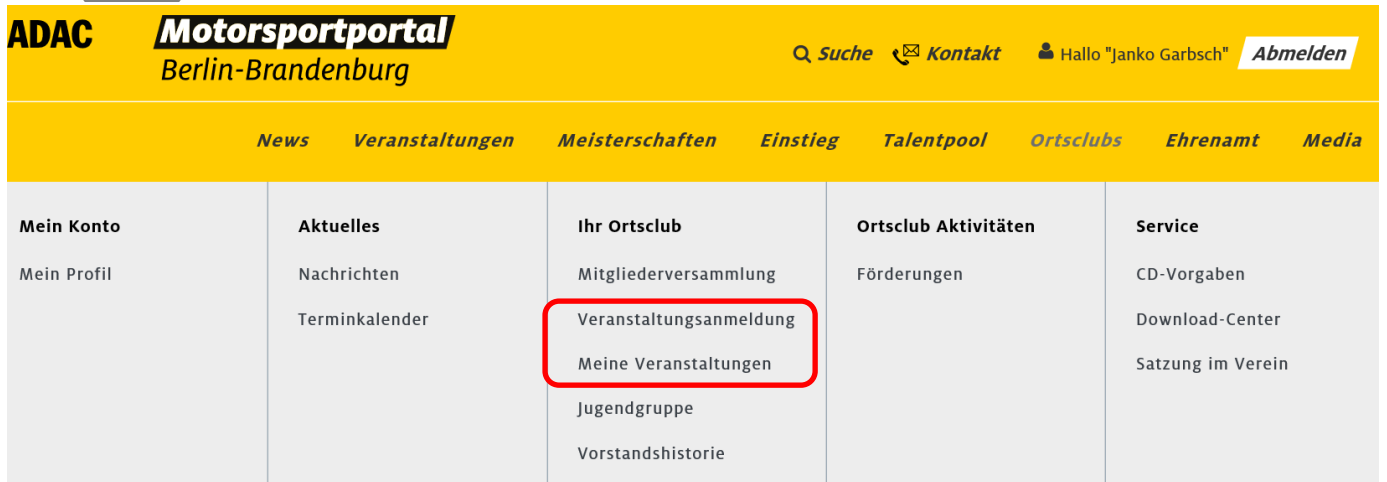 ADAC
Motorsportportal
Berlin-Brandenburg
Suche Kontakt Hallo "Janko Garbsch" Abmelden
News Veranstaltungen Meisterschaften Einstieg Talentpool Ortsclubs Ehrenamt Media
Mein Konto
Mein Profil
Aktuelles
Nachrichten
Terminkalender
Ihr Ortsclub
Mitgliederversammlung
Veranstaltungsanmeldung
Meine Veranstaltungen
Jugendgruppe
Vorstandshistorie
Ortsclub Aktivitäten
Förderungen
Service
CD-Vorgaben
Download-Center
Satzung im Verein